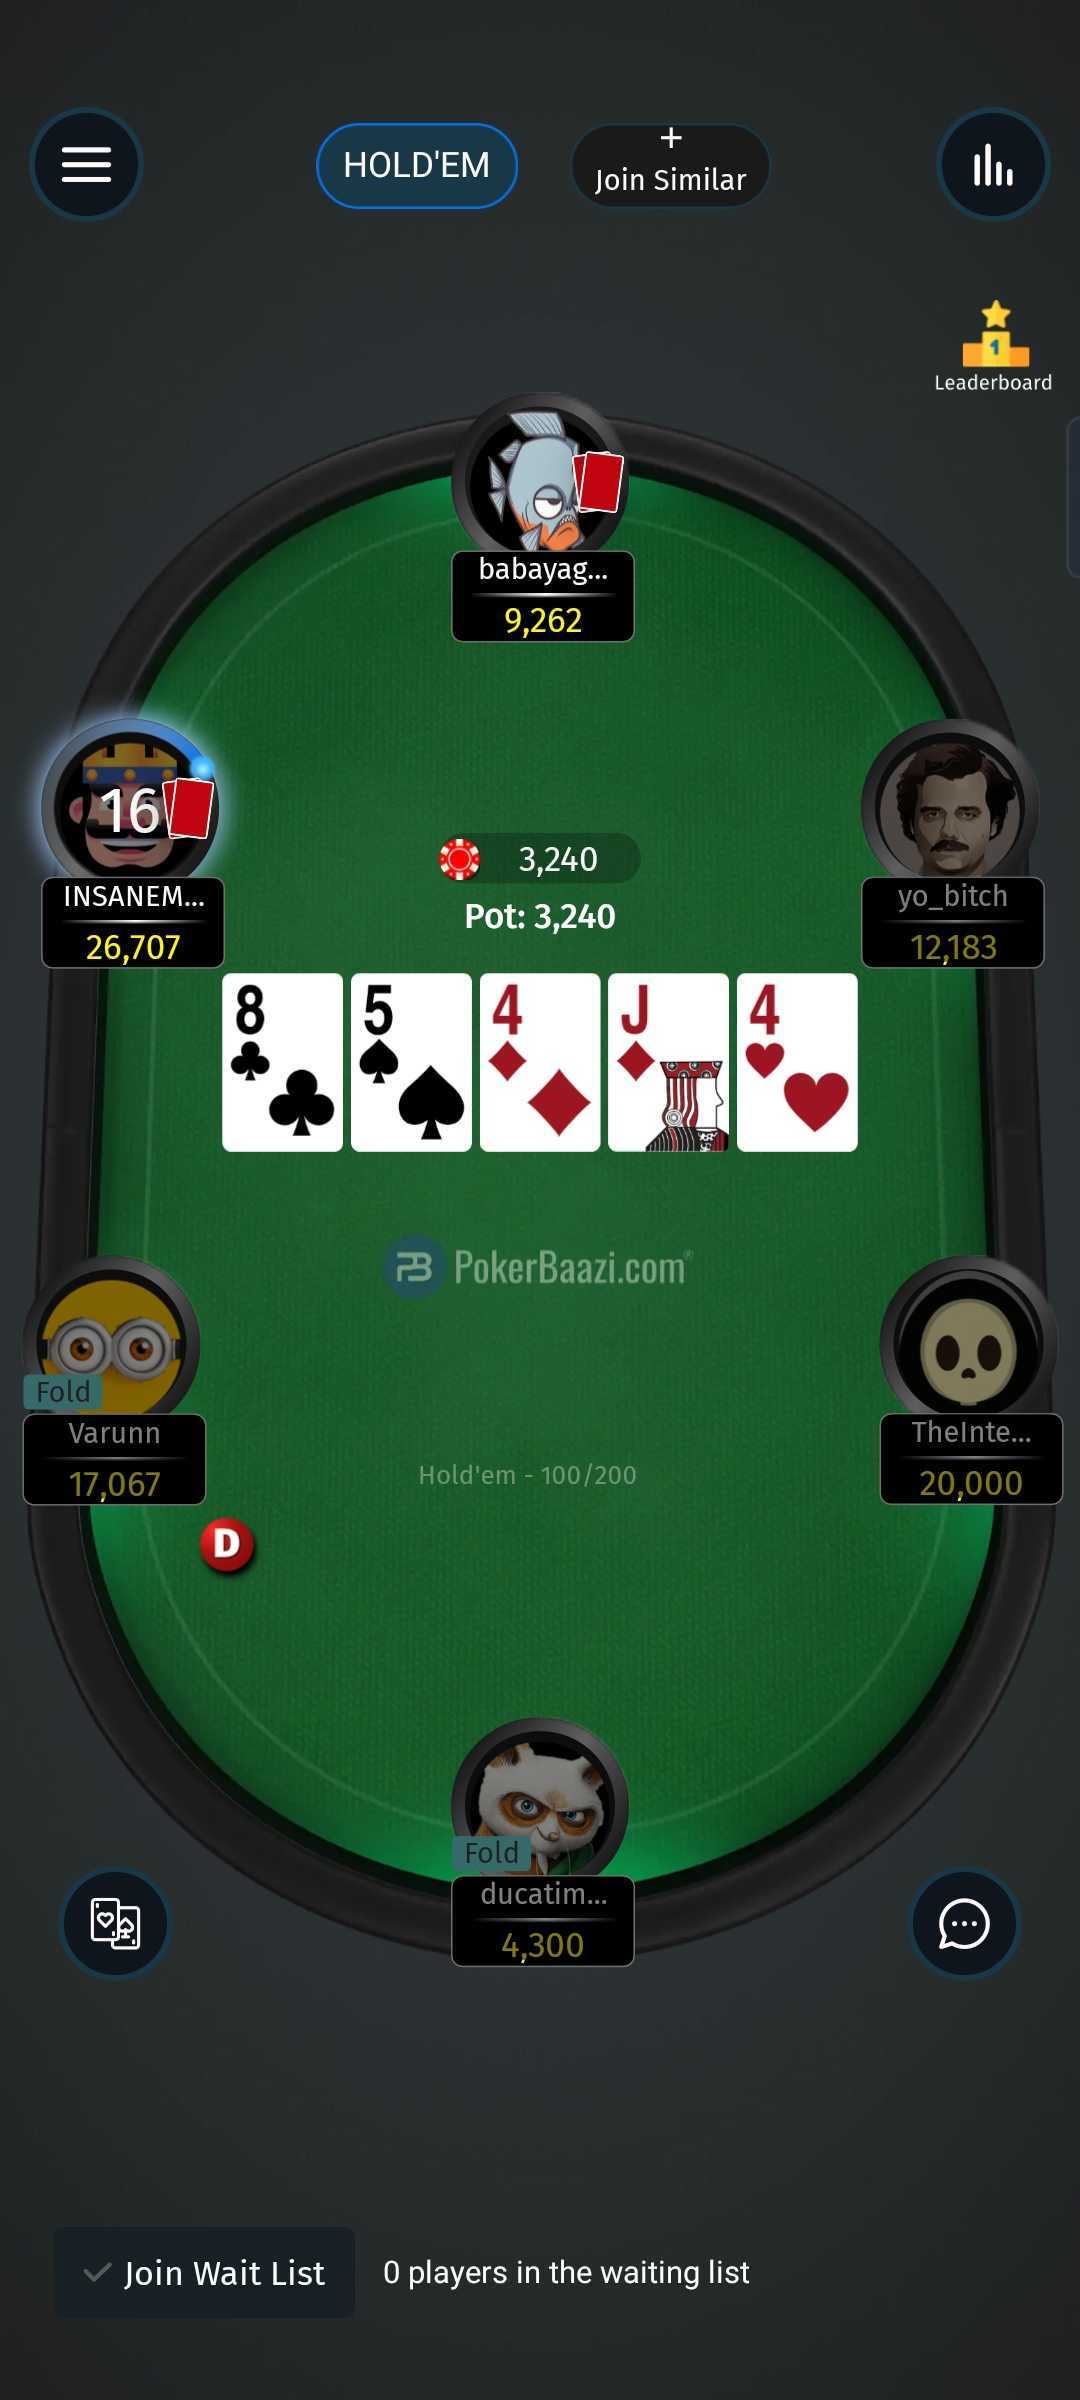 HOLD'EM
+
Join Similar
1
Leaderboard
babayag...
9,262
16
INSANEM...
26,707
3,240
Pot: 3,240
yo_bitch
12,183
8
5
4
J
4
PB PokerBaazi.com®
Fold
Varunn
17,067
TheInte...
20,000
Hold'em - 100/200
D
Fold
ducatim...
4,300
Join Wait List
0 players in the waiting list